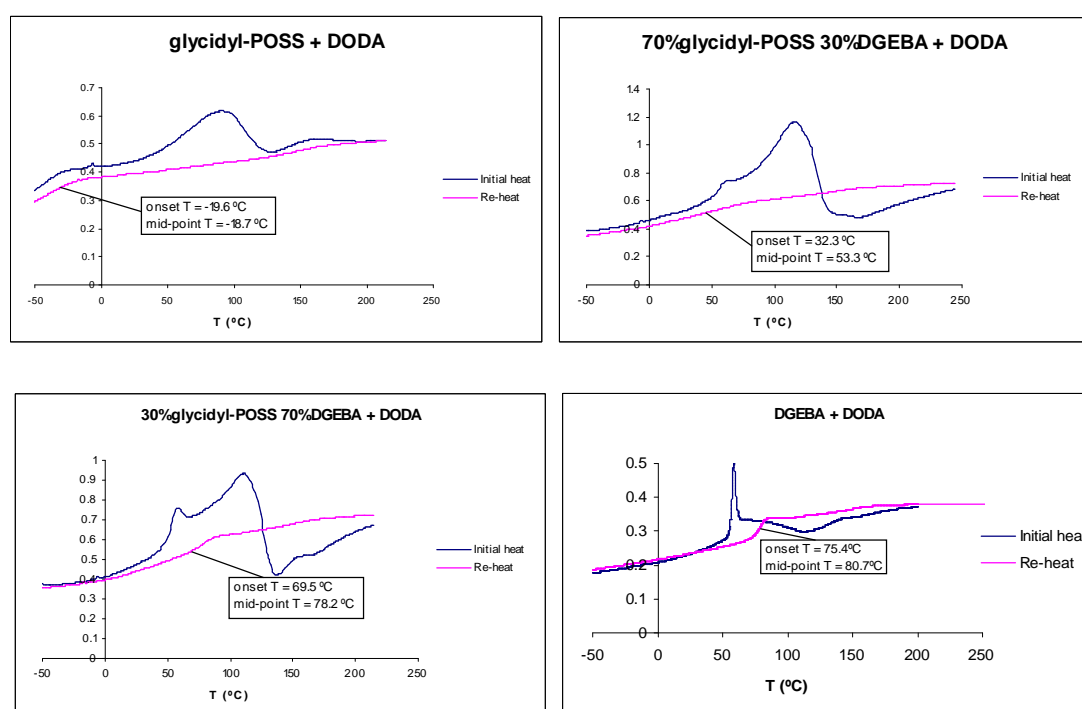 glycidyl-POSS + DODA
0.7
0.6
0.5
0.4
0.3
0.2
0.1
0
-50 0 50 100 150 200 250
T (ºC)
Initial heat
Re-heat
onset T = -19.6 ºC
mid-point T = -18.7 ºC
70%glycidyl-POSS 30%DGEBA + DODA
1.4
1.2
1
0.8
0.6
0.4
0.2
0
-50 0 50 100 150 200 250
T (ºC)
Initial heat
Re-heat
onset T = 32.3 ºC
mid-point T = 53.3 ºC
30%glycidyl-POSS 70%DGEBA + DODA
1
0.9
0.8
0.7
0.6
0.5
0.4
0.3
0.2
0.1
0
-50 0 50 100 150 200 250
T (ºC)
Initial heat
Re-heat
onset T = 69.5 ºC
mid-point T = 78.2 ºC
DGEBA + DODA
0.5
0.4
0.3
0.2
0.1
0
-50 0 50 100 150 200 250
T (ºC)
Initial heat
Re-heat
onset T = 75.4ºC
mid-point T = 80.7ºC